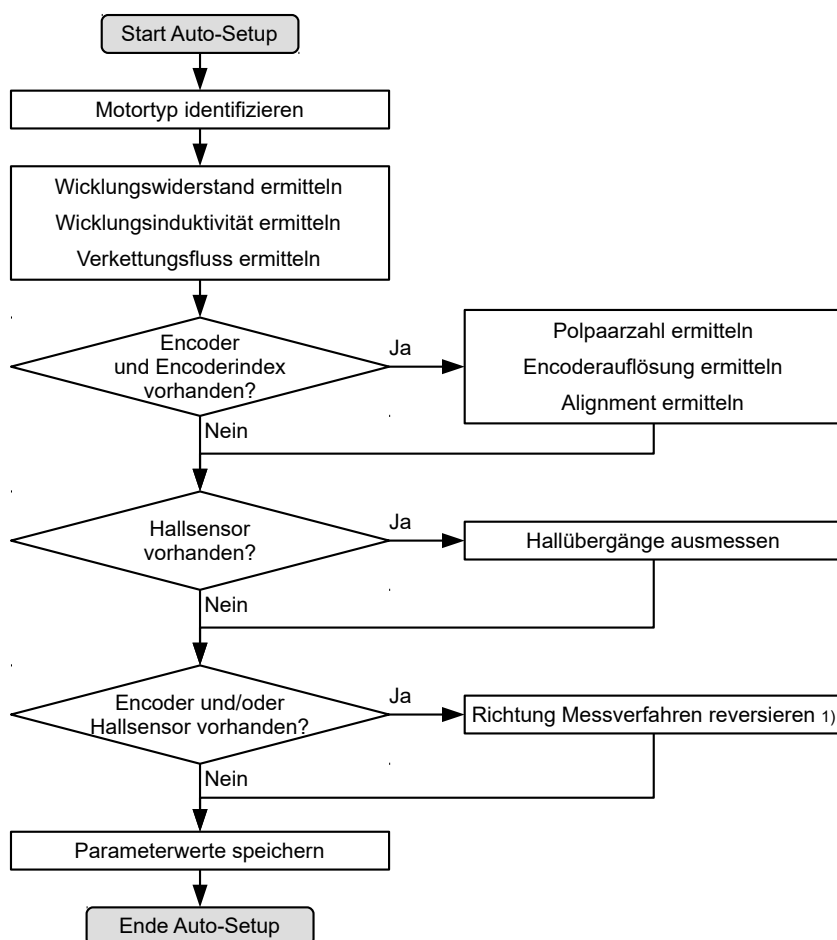 Start Auto-Setup
Motortyp identifizieren
Wicklungswiderstand ermitteln
Wicklungsinduktivität ermitteln
Verkettungsfluss ermitteln
Encoder
und Encoderindex
vorhanden?
Ja
Polpaarzahl ermitteln
Encoderauflösung ermitteln
Alignment ermitteln
Nein
Hallsensor
vorhanden?
Ja
Hallübergänge ausmessen
Nein
Encoder und/oder
Hallsensor vorhanden?
Ja
Richtung Messverfahren reversieren 1)
Nein
Parameterwerte speichern
Ende Auto-Setup